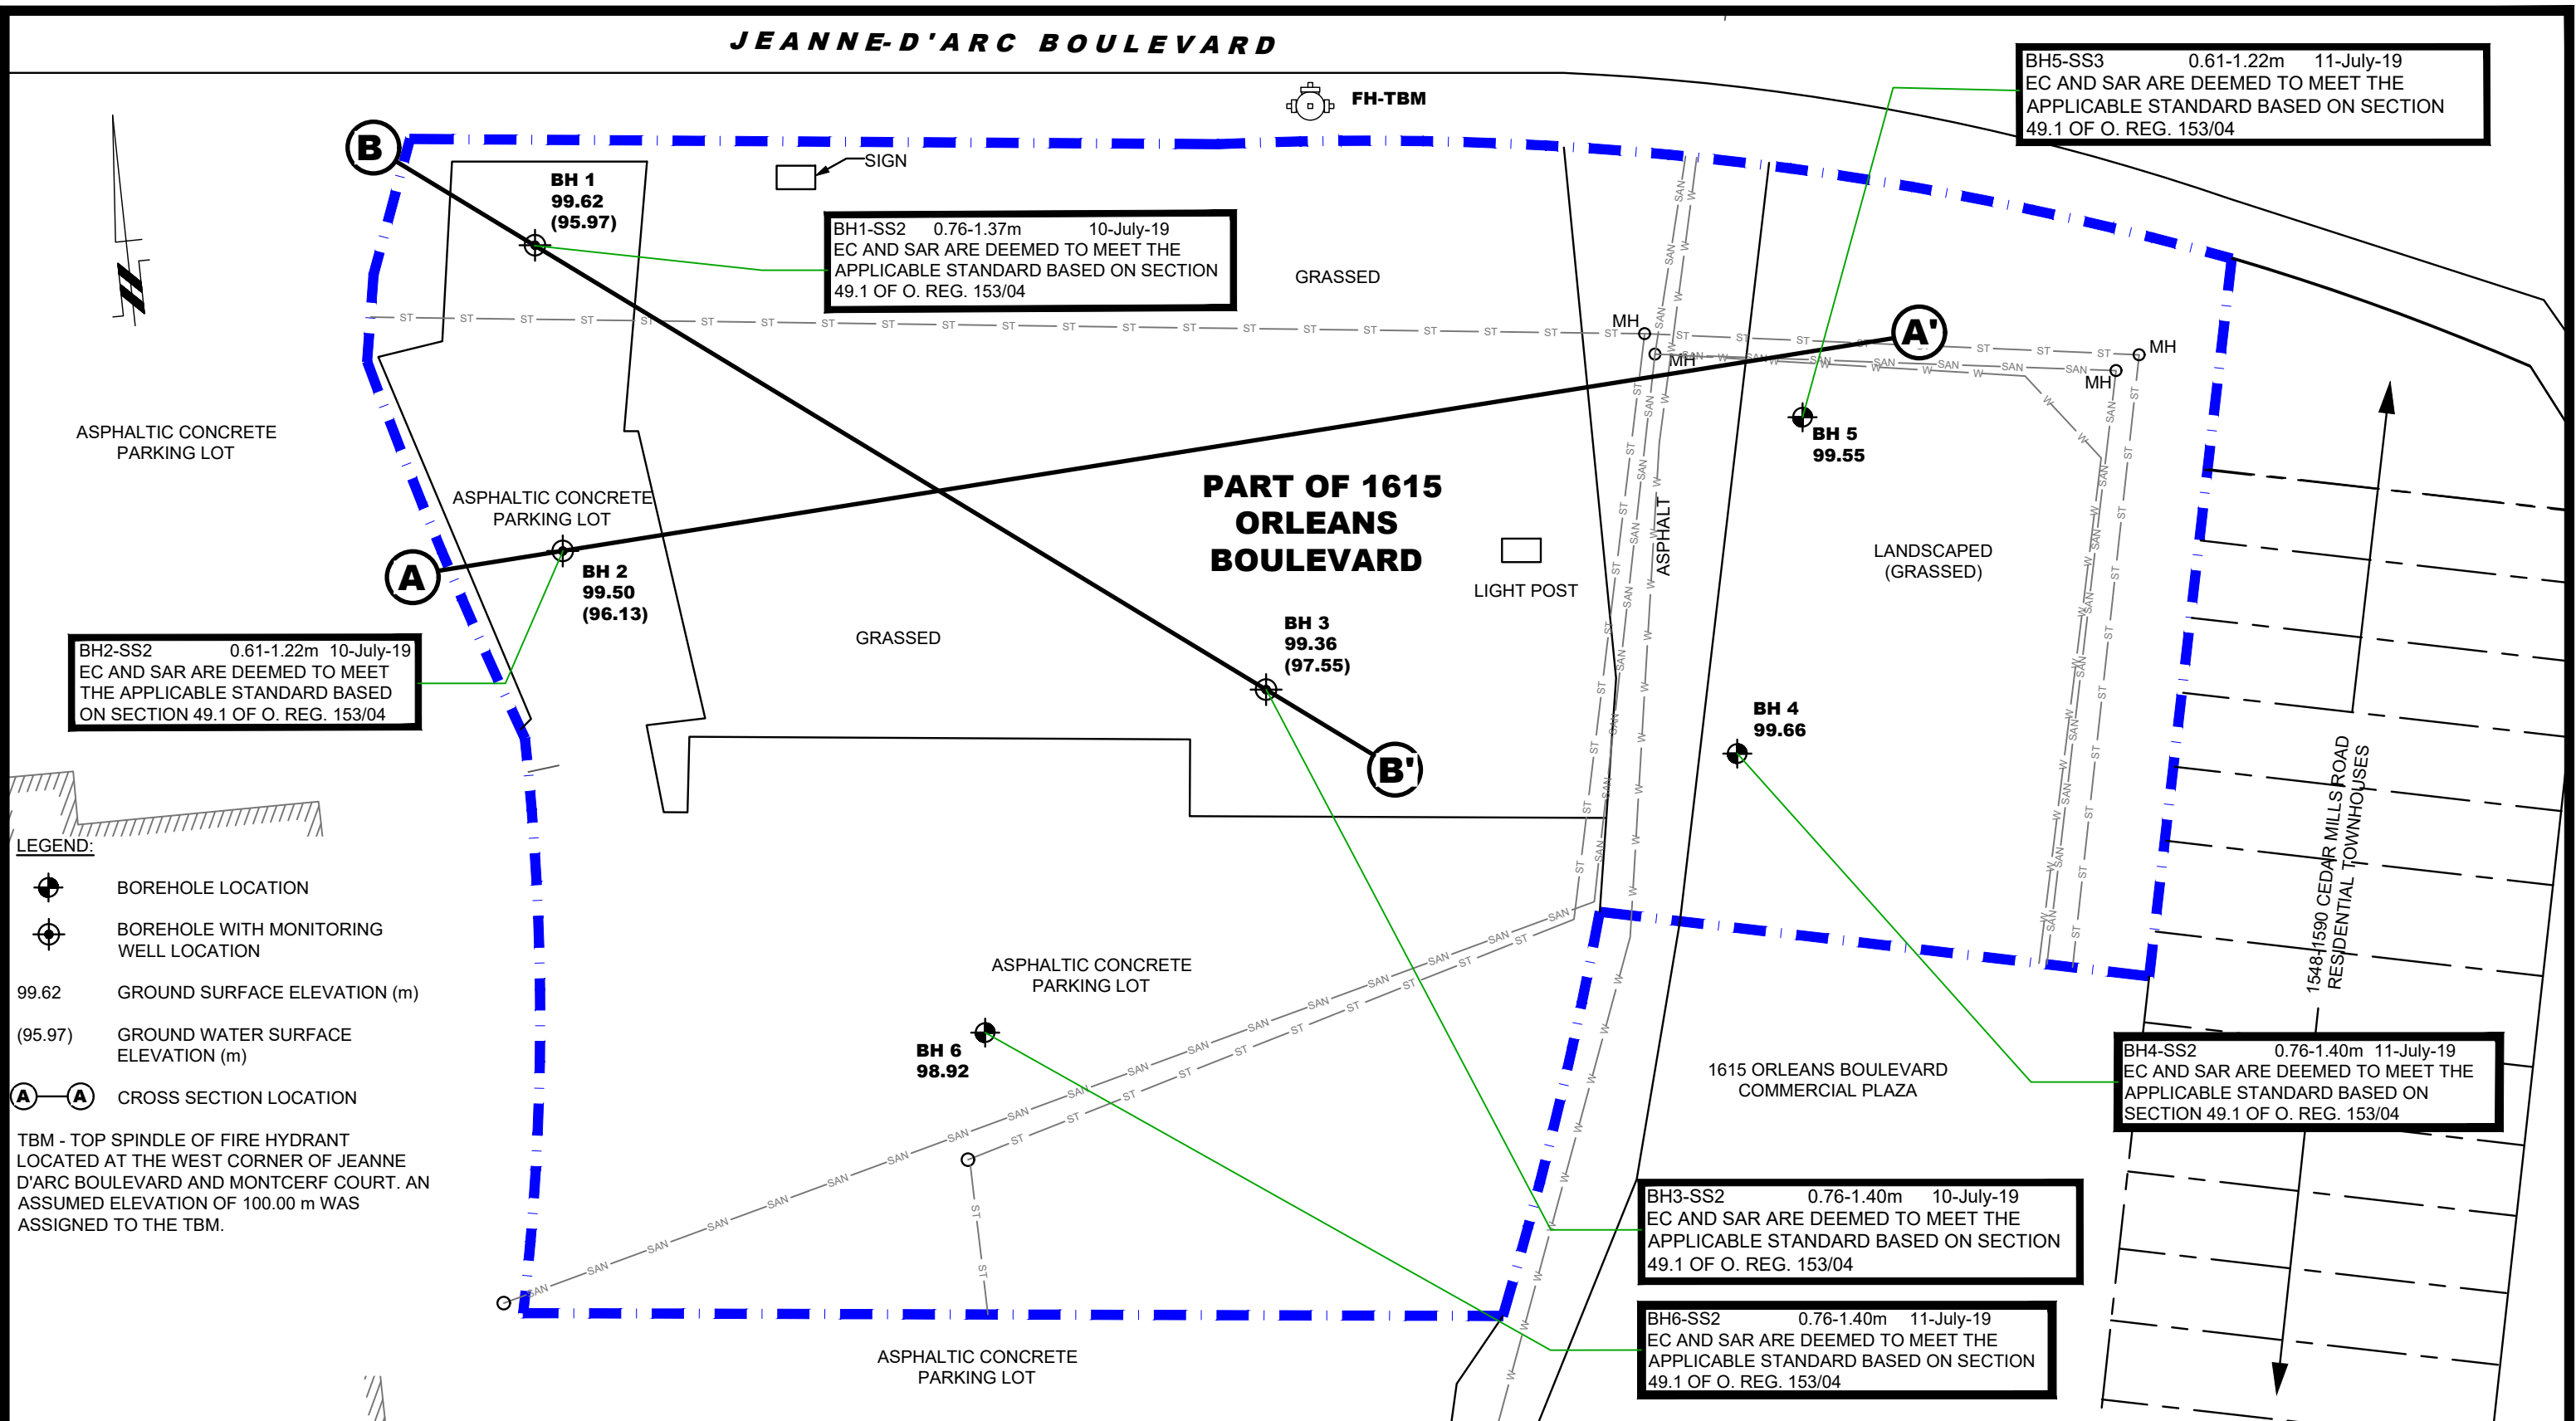 JEANNE-D'ARC BOULEVARD
FH-TBM
BH5-SS3 0.61-1.22m 11-July-19
EC AND SAR ARE DEEMED TO MEET THE
APPLICABLE STANDARD BASED ON SECTION
49.1 OF O. REG. 153/04
B
SIGN
BH 1
99.62
(95.97)
BH1-SS2 0.76-1.37m 10-July-19
EC AND SAR ARE DEEMED TO MEET THE
APPLICABLE STANDARD BASED ON SECTION
49.1 OF O. REG. 153/04
GRASSED
MH
MH
A'
MH
MH
ASPHALTIC CONCRETE
PARKING LOT
BH 5
99.55
ASPHALTIC CONCRETE
PARKING LOT
PART OF 1615
ORLEANS
BOULEVARD
ASPHALT
LANDSCAPED
(GRASSED)
A
BH 2
99.50
(96.13)
LIGHT POST
GRASSED
BH 3
99.36
(97.55)
BH2-SS2 0.61-1.22m 10-July-19
EC AND SAR ARE DEEMED TO MEET
THE APPLICABLE STANDARD BASED
ON SECTION 49.1 OF O. REG. 153/04
BH 4
99.66
B'
1548-1590 CEDAR MILLS ROAD
RESIDENTIAL TOWNHOUSES
LEGEND:
BOREHOLE LOCATION
BOREHOLE WITH MONITORING
WELL LOCATION
99.62 GROUND SURFACE ELEVATION (m)
(95.97) GROUND WATER SURFACE
ELEVATION (m)
A A CROSS SECTION LOCATION
TBM - TOP SPINDLE OF FIRE HYDRANT
LOCATED AT THE WEST CORNER OF JEANNE
D'ARC BOULEVARD AND MONTCERF COURT. AN
ASSUMED ELEVATION OF 100.00 m WAS
ASSIGNED TO THE TBM.
ASPHALTIC CONCRETE
PARKING LOT
BH 6
98.92
1615 ORLEANS BOULEVARD
COMMERCIAL PLAZA
BH4-SS2 0.76-1.40m 11-July-19
EC AND SAR ARE DEEMED TO MEET THE
APPLICABLE STANDARD BASED ON
SECTION 49.1 OF O. REG. 153/04
BH3-SS2 0.76-1.40m 10-July-19
EC AND SAR ARE DEEMED TO MEET THE
APPLICABLE STANDARD BASED ON SECTION
49.1 OF O. REG. 153/04
BH6-SS2 0.76-1.40m 11-July-19
EC AND SAR ARE DEEMED TO MEET THE
APPLICABLE STANDARD BASED ON SECTION
49.1 OF O. REG. 153/04
ASPHALTIC CONCRETE
PARKING LOT
ST
SAN
W